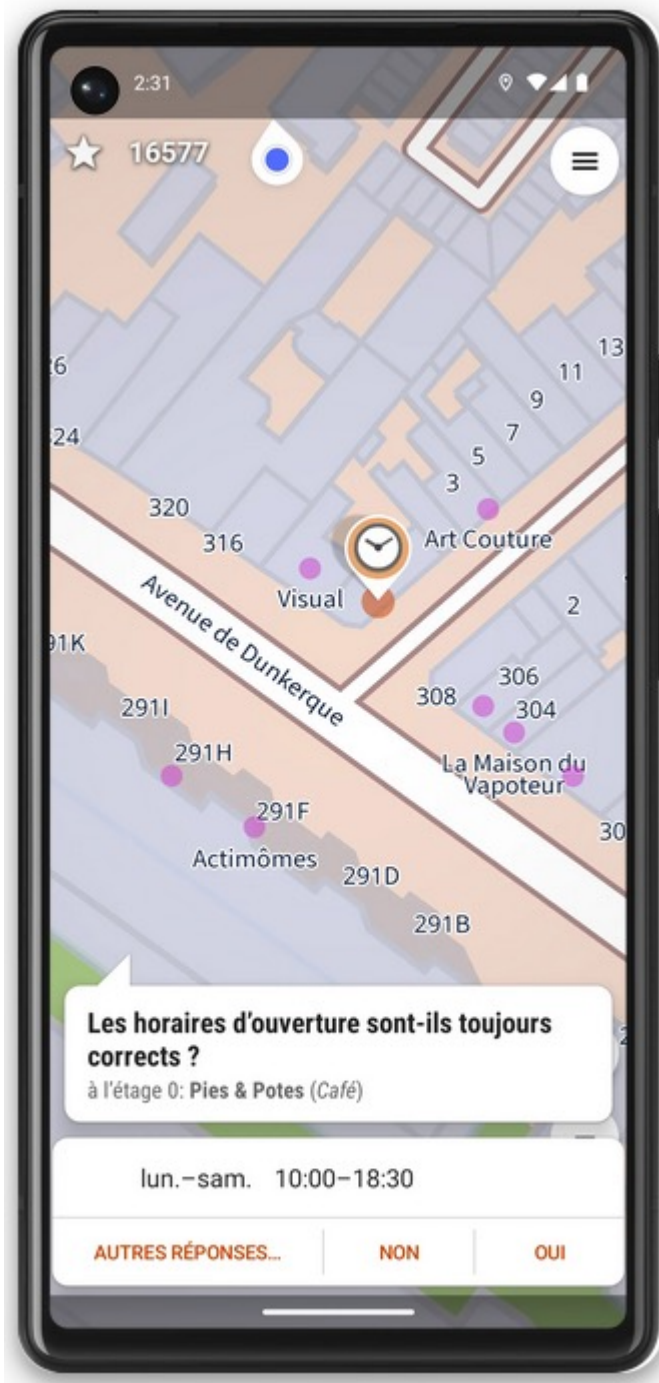 2:31
16577
13
11
9
7
5
3
26
324
320
316
Art Couture
Visual
2
Avenue de Dunkerque
91K
291I
291H
291F
Actimômes
291D
291B
308
306
304
La Maison du
Vapoteur
30
Les horaires d’ouverture sont-ils toujours
corrects ?
à l’étage 0: Pies & Potes (Café)
lun.–sam. 10:00–18:30
AUTRES RÉPONSES…
NON
OUI